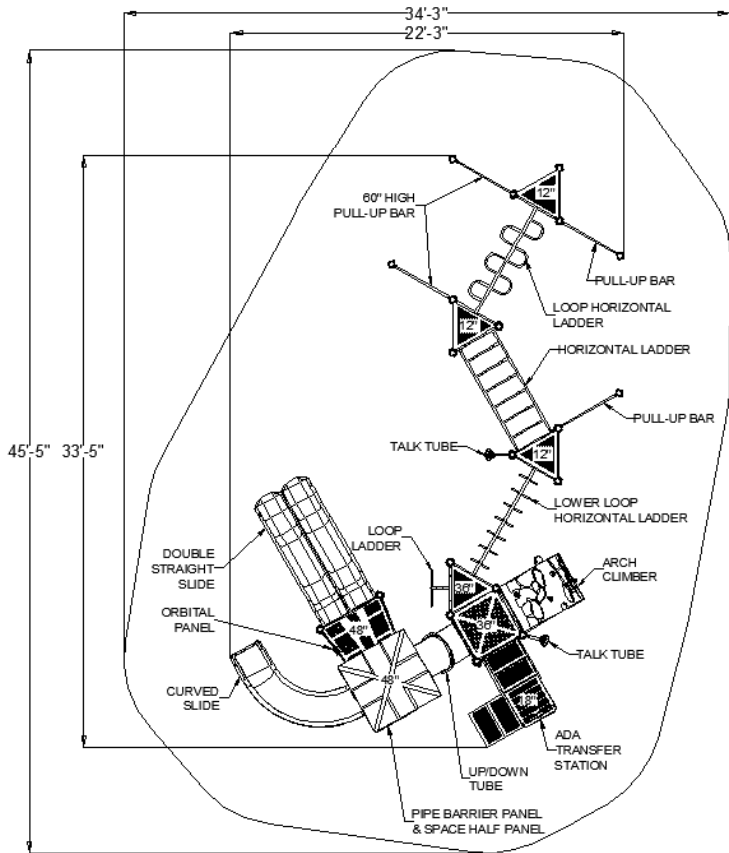 34'-3"
22'-3"
12"
60" HIGH
PULL-UP BAR
PULL-UP BAR
LOOP HORIZONTAL
LADDER
12"
HORIZONTAL LADDER
PULL-UP BAR
45'-5"
33'-5"
TALK TUBE
12"
LOWER LOOP
HORIZONTAL LADDER
LOOP
LADDER
DOUBLE
STRAIGHT
SLIDE
ARCH
CLIMBER
36"
ORBITAL
PANEL
48"
36"
TALK TUBE
CURVED
SLIDE
48"
18"
ADA
TRANSFER
STATION
UP/DOWN
TUBE
PIPE BARRIER PANEL
& SPACE HALF PANEL